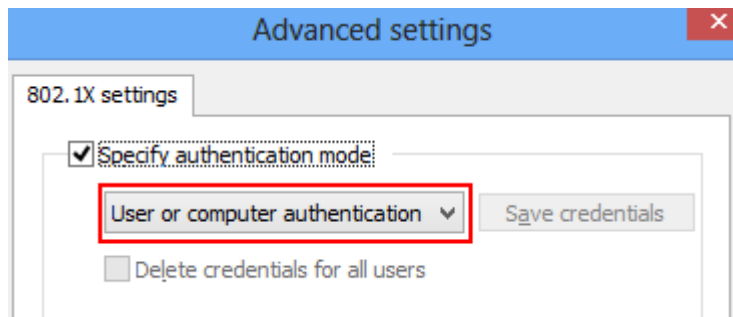 Advanced settings
802.1X settings
Specify authentication mode
User or computer authentication
Save credentials
Delete credentials for all users